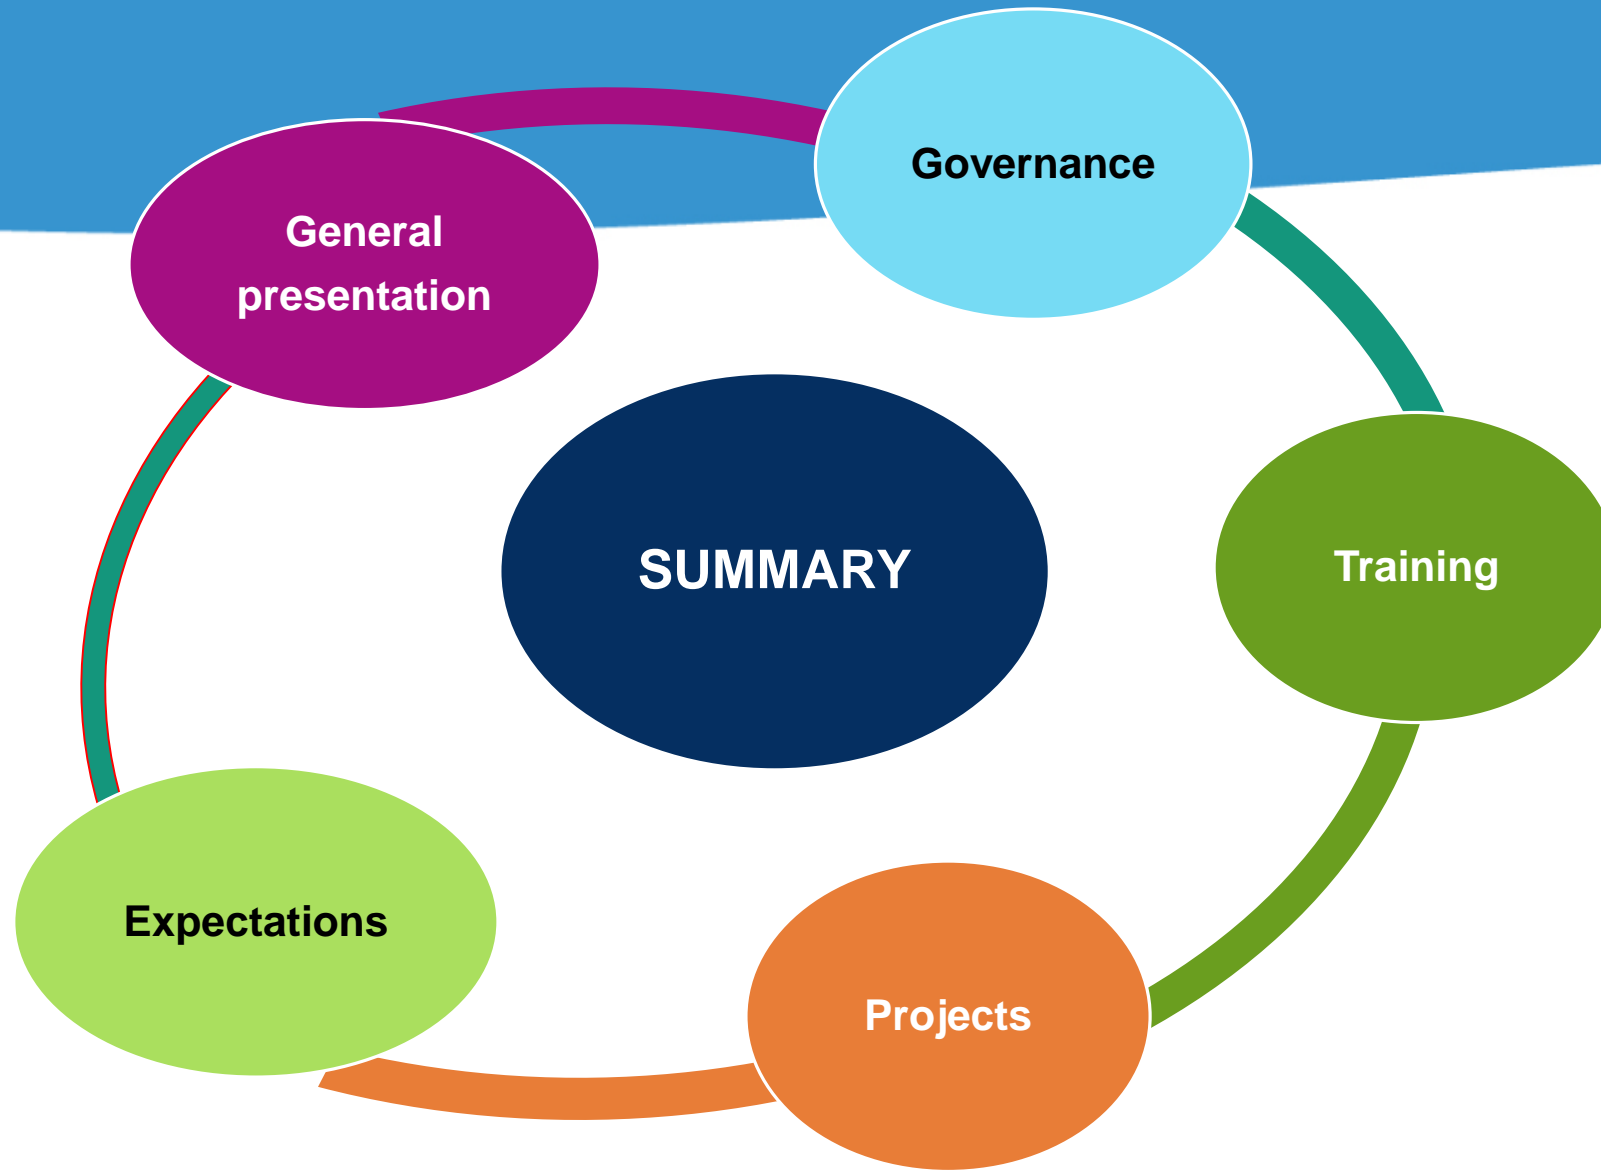 General
presentation
Governance
SUMMARY
Training
Expectations
Projects